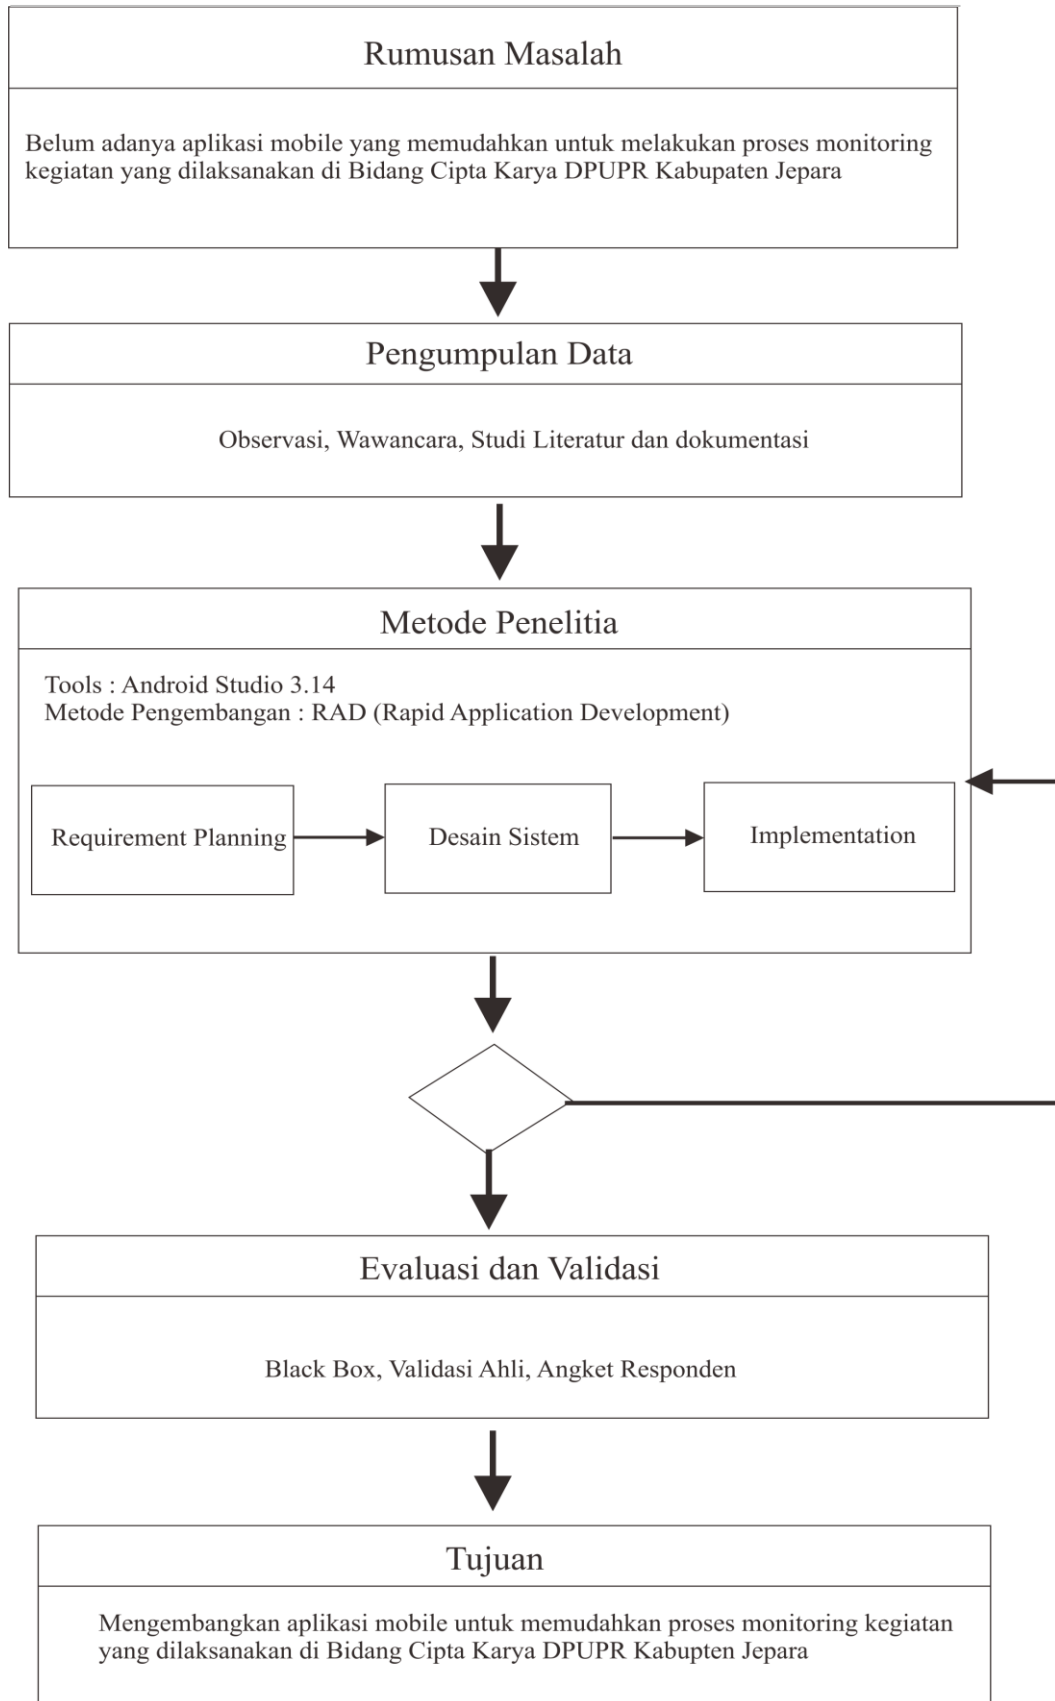 Rumusan Masalah
Belum adanya aplikasi mobile yang memudahkan untuk melakukan proses monitoring
kegiatan yang dilaksanakan di Bidang Cipta Karya DPUPR Kabupaten Jepara
Pengumpulan Data
Observasi, Wawancara, Studi Literatur dan dokumentasi
Metode Penelitia
Tools : Android Studio 3.14
Metode Pengembangan : RAD (Rapid Application Development)
Requirement Planning
Desain Sistem
Implementation
Evaluasi dan Validasi
Black Box, Validasi Ahli, Angket Responden
Tujuan
Mengembangkan aplikasi mobile untuk memudahkan proses monitoring kegiatan
yang dilaksanakan di Bidang Cipta Karya DPUPR Kabupten Jepara